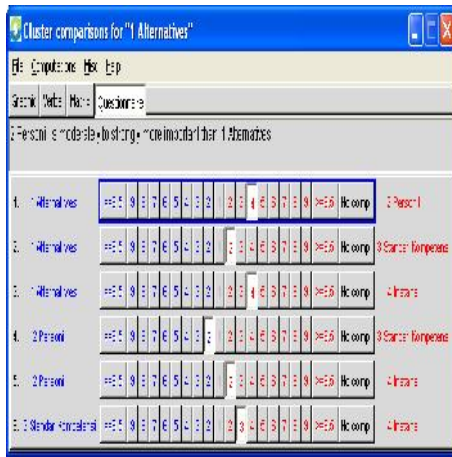 Cluster comparisons for "1 Alternatives"
File Computations Misc Help
Graphic Verbal Matrix Questionnaire
2 Personil is moderately to strongly more important than 1 Alternatives
1. 1 Alternatives >=9.5 9 8 7 6 5 4 3 2 1 2 3 4 5 6 7 8 9 >=9.5 No comp. 2 Personil
2. 1 Alternatives >=9.5 9 8 7 6 5 4 3 2 1 2 3 4 5 6 7 8 9 >=9.5 No comp. 3 Standar Kompetensi
3. 1 Alternatives >=9.5 9 8 7 6 5 4 3 2 1 2 3 4 5 6 7 8 9 >=9.5 No comp. 4 Instansi
4. 2 Personil >=9.5 9 8 7 6 5 4 3 2 1 2 3 4 5 6 7 8 9 >=9.5 No comp. 3 Standar Kompetensi
5. 2 Personil >=9.5 9 8 7 6 5 4 3 2 1 2 3 4 5 6 7 8 9 >=9.5 No comp. 4 Instansi
6. 3 Standar Kompetensi >=9.5 9 8 7 6 5 4 3 2 1 2 3 4 5 6 7 8 9 >=9.5 No comp. 4 Instansi